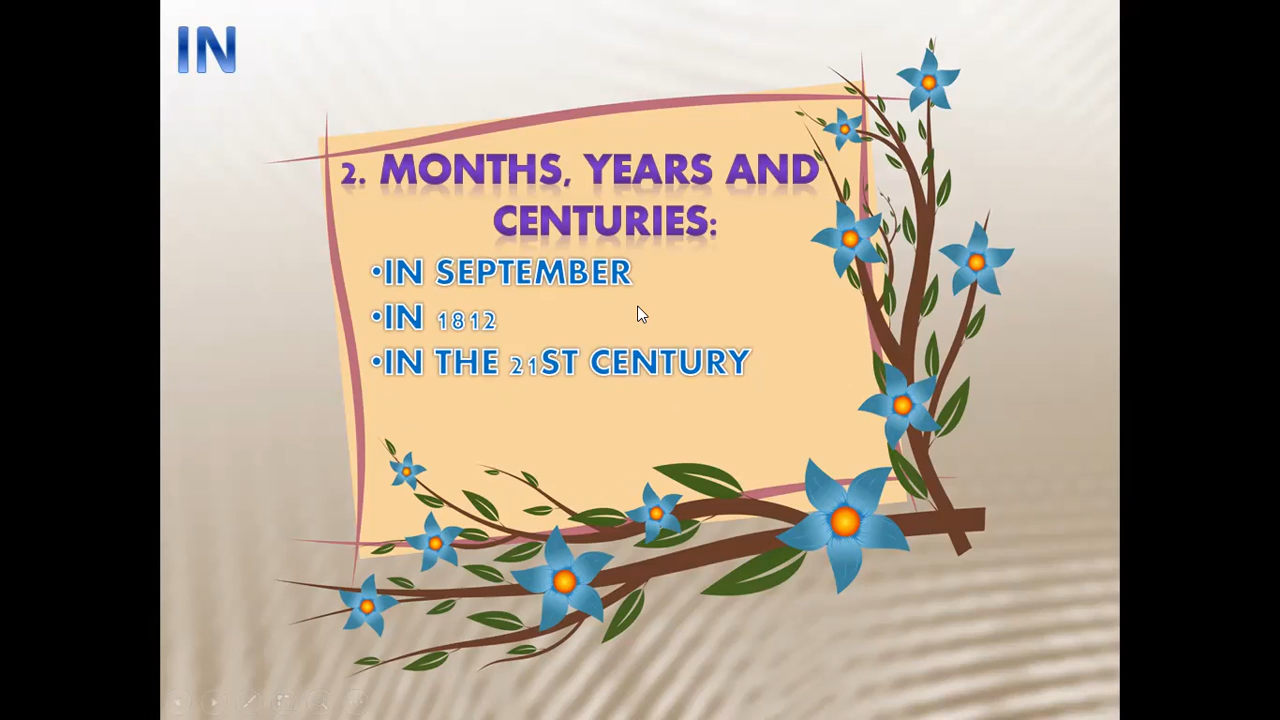 IN
2. MONTHS, YEARS AND
CENTURIES:
•IN SEPTEMBER
•IN 1812
•IN THE 21ST CENTURY